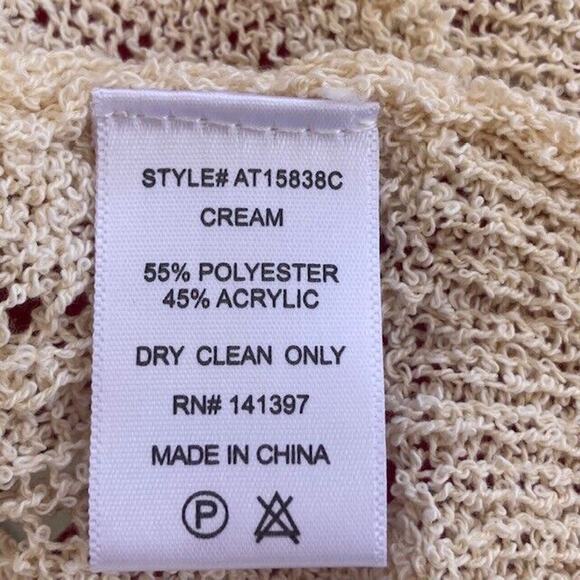 STYLE# AT15838C
CREAM
55% POLYESTER
45% ACRYLIC
DRY CLEAN ONLY
RN# 141397
MADE IN CHINA
P